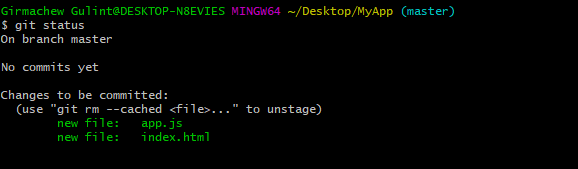 Girmachew Gulint@DESKTOP-N8EVIES MINGW64 ~/Desktop/MyApp (master)
$ git status
On branch master
No commits yet
Changes to be committed:
  (use "git rm --cached <file>..." to unstage)
        new file:   app.js
        new file:   index.html